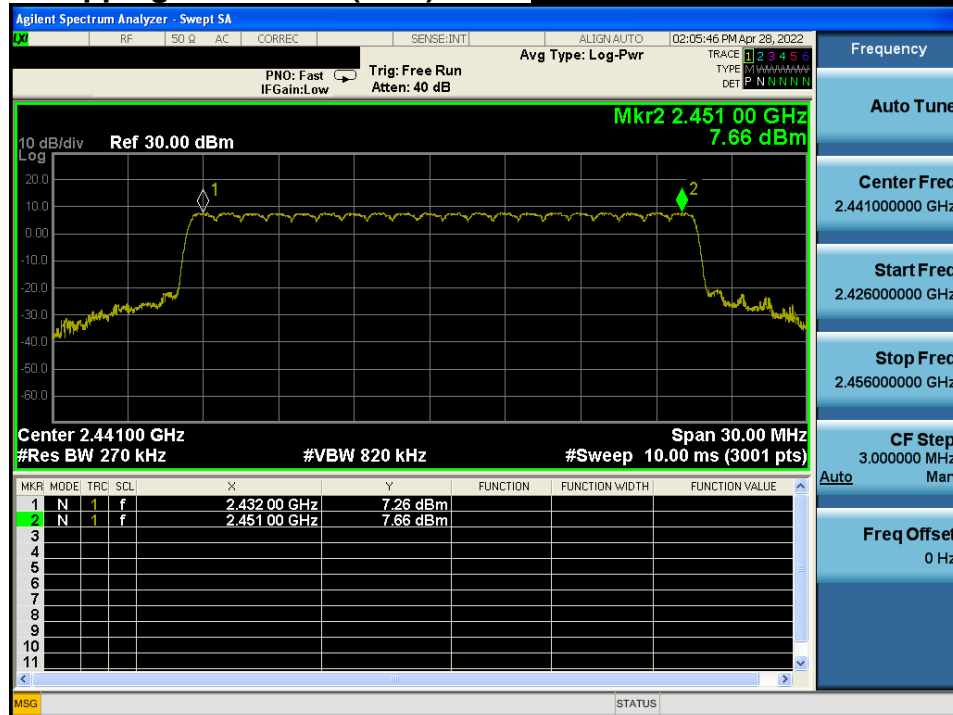 Agilent Spectrum Analyzer - Swept SA
LXI RF 50 Ω AC CORREC SENSE:INT ALIGN AUTO 02:05:46 PM Apr 28, 2022
Frequency
Avg Type: Log-Pwr
TRACE 1 2 3 4 5 6
TYPE M W W W W W
DET P N N N N N
PNO: Fast
IFGain:Low
Trig: Free Run
Atten: 40 dB
Auto Tune
Mkr2 2.451 00 GHz
7.66 dBm
10 dB/div Ref 30.00 dBm
Log
20.0
10.0
0.00
-10.0
-20.0
-30.0
-40.0
-50.0
-60.0
1
2
Center Freq
2.441000000 GHz
Start Freq
2.426000000 GHz
Stop Freq
2.456000000 GHz
Center 2.44100 GHz Span 30.00 MHz
#Res BW 270 kHz #VBW 820 kHz #Sweep 10.00 ms (3001 pts)
CF Step
3.000000 MHz
Auto Man
MKR MODE TRC SCL X Y FUNCTION FUNCTION WIDTH FUNCTION VALUE
1 N 1 f 2.432 00 GHz 7.26 dBm
2 N 1 f 2.451 00 GHz 7.66 dBm
3
4
5
6
7
8
9
10
11
Freq Offset
0 Hz
MSG STATUS